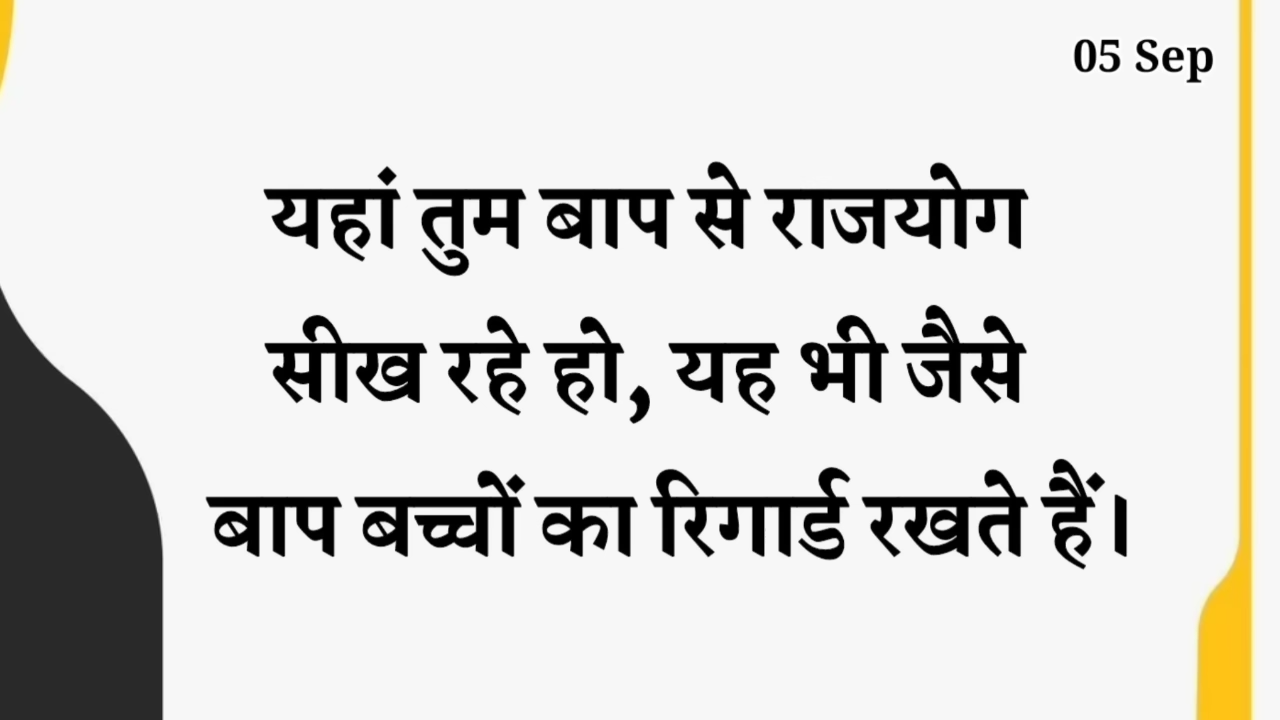 05 Sep
यहां तुम बाप से राजयोग
सीख रहे हो, यह भी जैसे
बाप बच्चों का रिगार्ड रखते हैं।